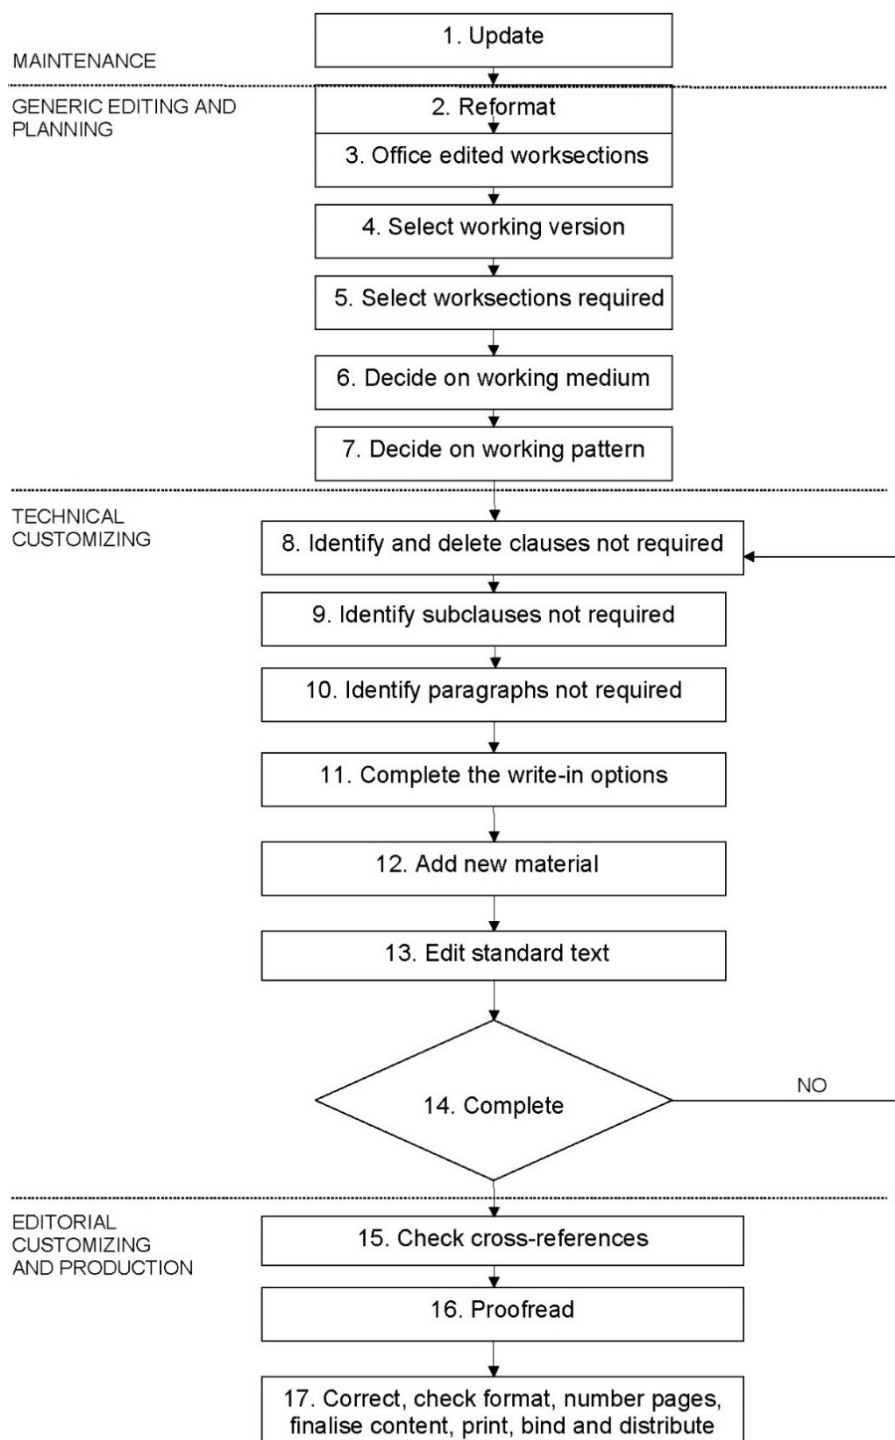 1. Update
MAINTENANCE
GENERIC EDITING AND
PLANNING
2. Reformat
3. Office edited worksections
4. Select working version
5. Select worksections required
6. Decide on working medium
7. Decide on working pattern
TECHNICAL
CUSTOMIZING
8. Identify and delete clauses not required
9. Identify subclauses not required
10. Identify paragraphs not required
11. Complete the write-in options
12. Add new material
13. Edit standard text
14. Complete
NO
EDITORIAL
CUSTOMIZING
AND PRODUCTION
15. Check cross-references
16. Proofread
17. Correct, check format, number pages,
finalise content, print, bind and distribute